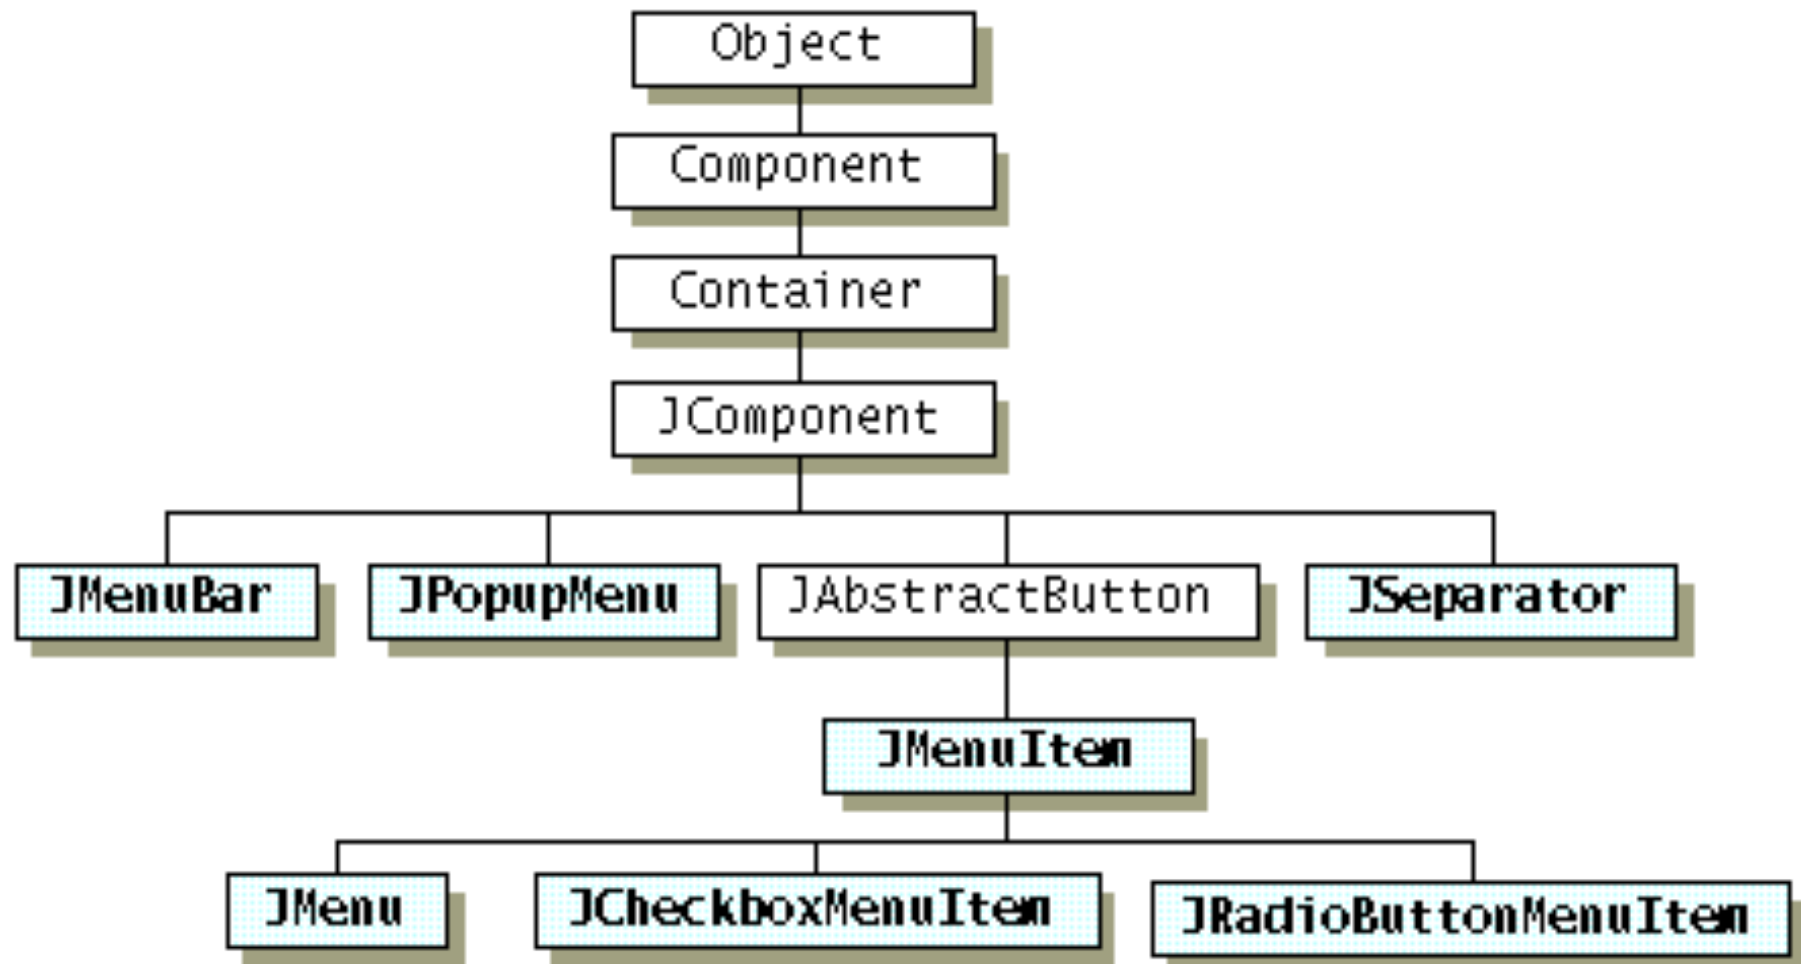 Object
Component
Container
JComponent
JMenuBar
JPopupMenu
JAbstractButton
JSeparator
JMenuItem
JMenu
JCheckboxMenuItem
JRadioButtonMenuItem